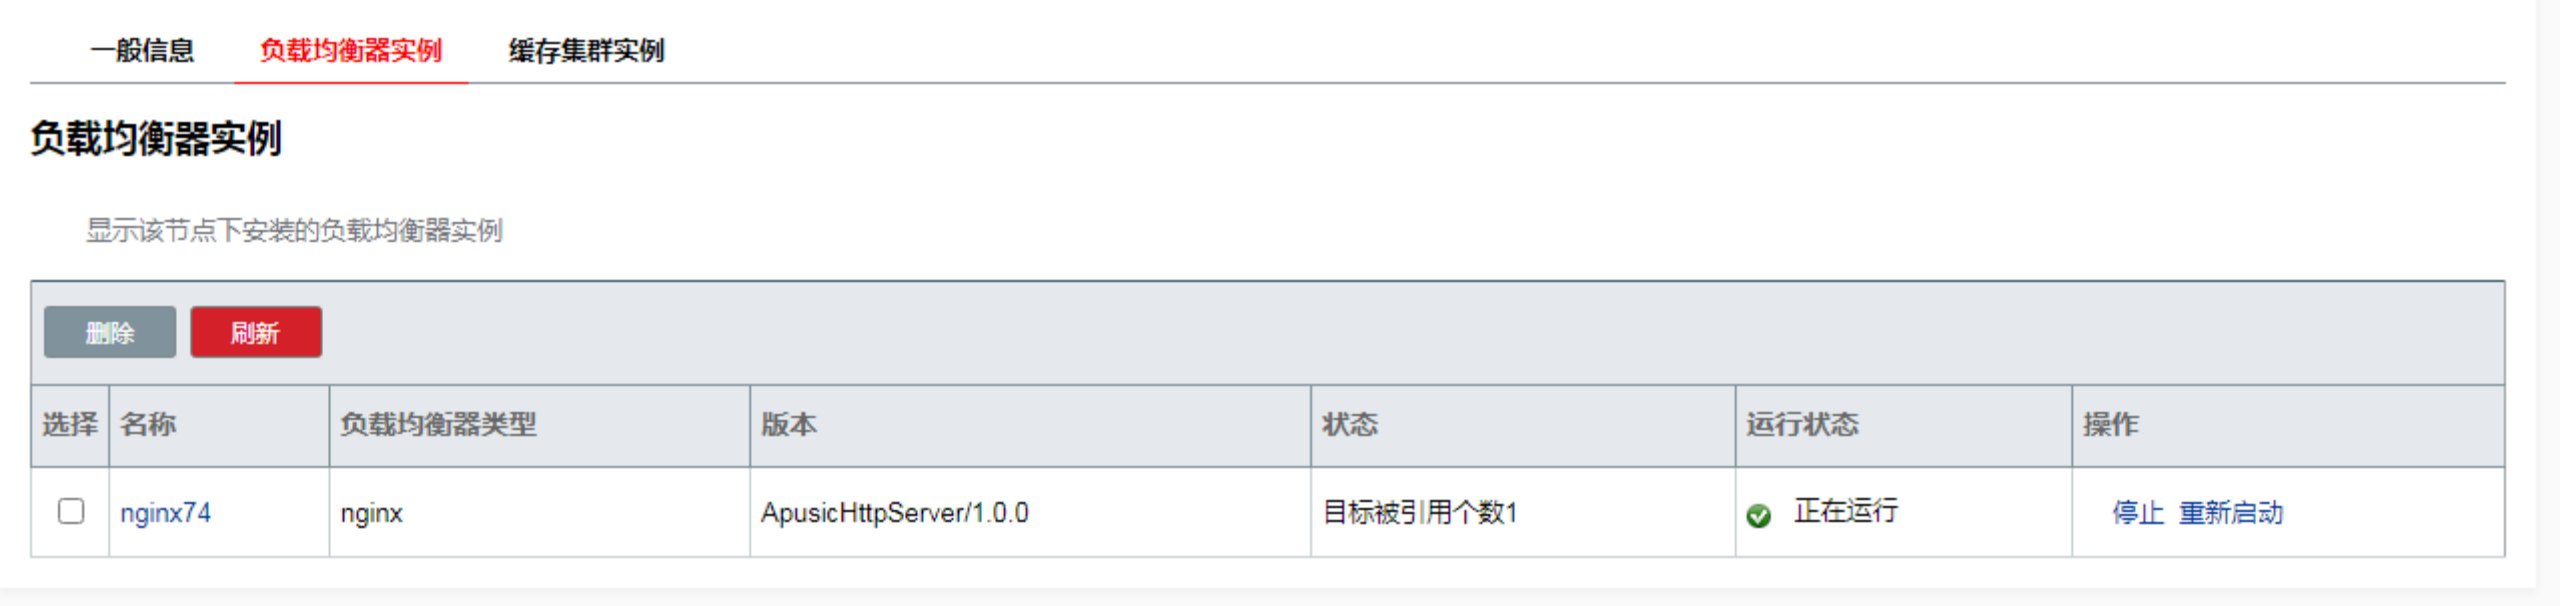 一般信息 负载均衡器实例 缓存集群实例
负载均衡器实例
显示该节点下安装的负载均衡器实例
删除 刷新
选择 名称 负载均衡器类型 版本 状态 运行状态 操作
nginx74 nginx ApusicHttpServer/1.0.0 目标被引用个数1 正在运行 停止 重新启动